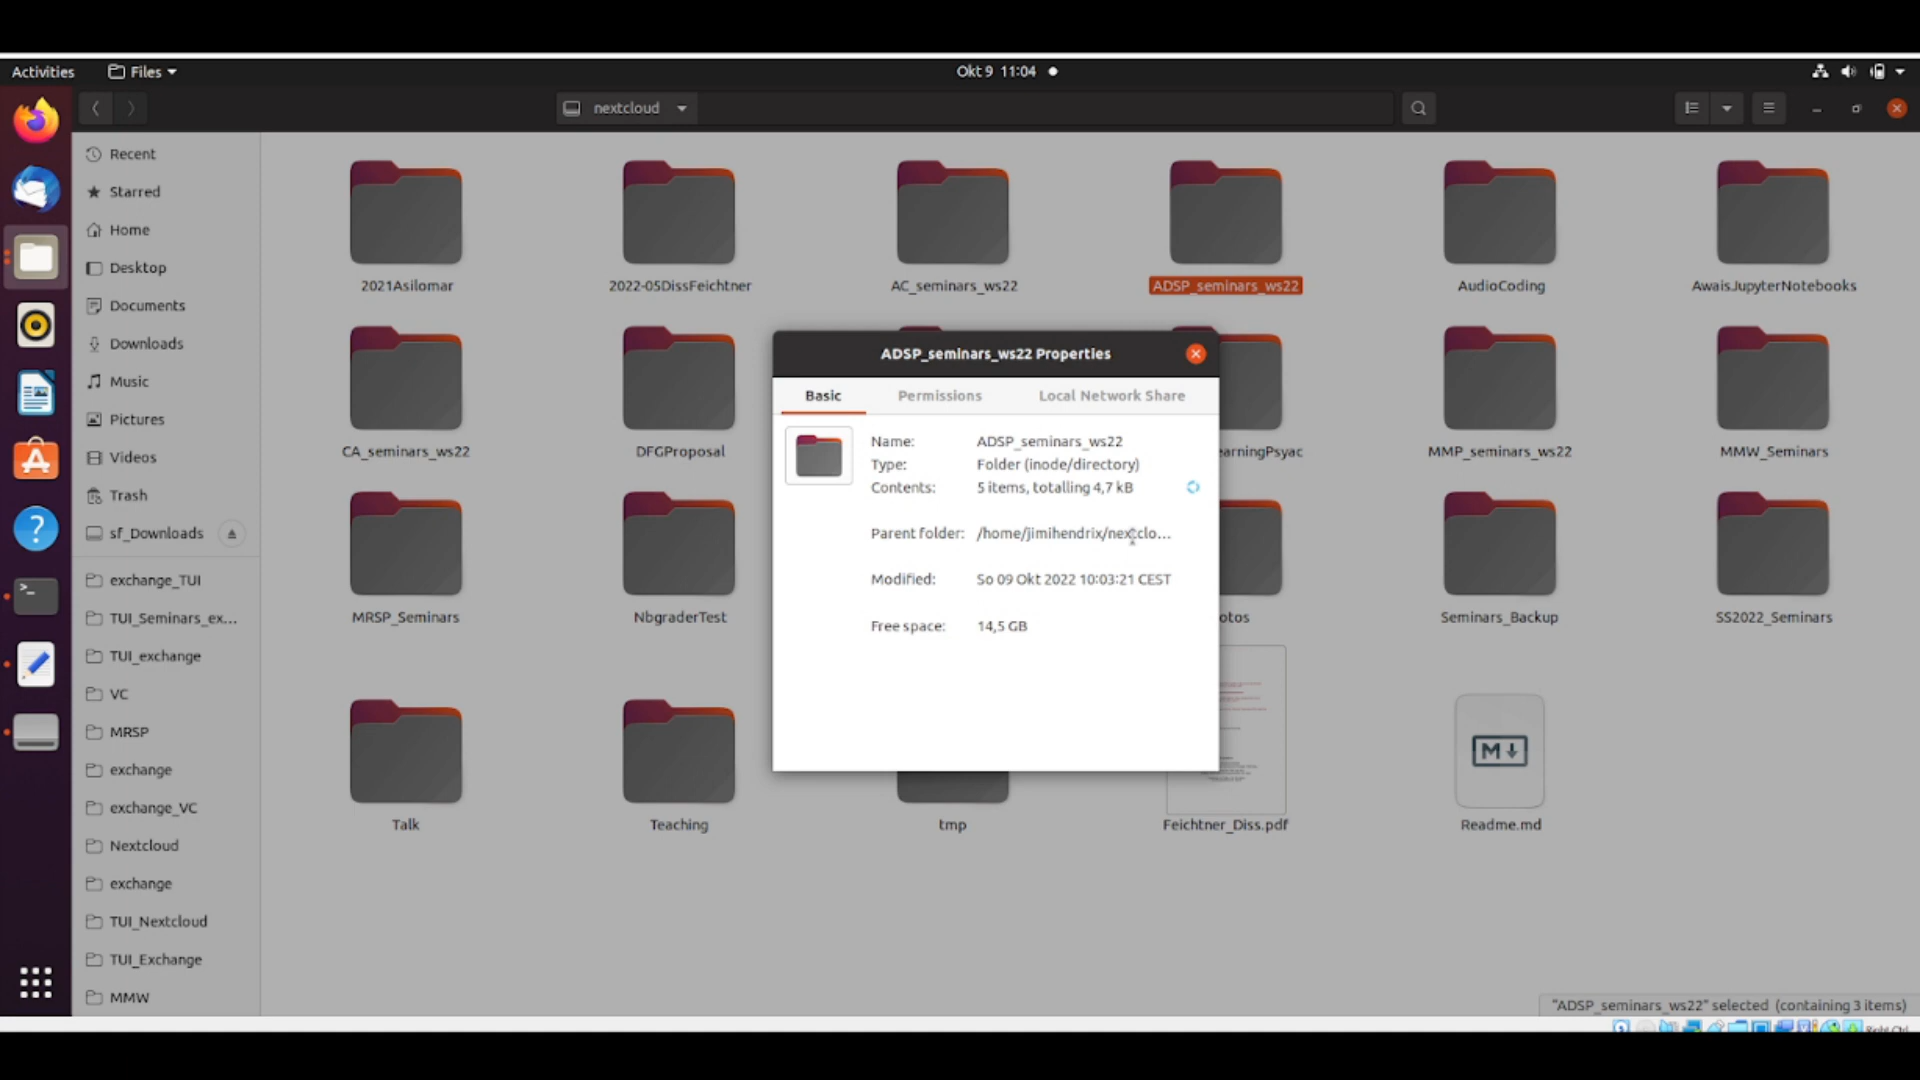 Activities
Files
Okt 9 11:04
nextcloud
Recent
Starred
Home
Desktop
Documents
Downloads
Music
Pictures
Videos
Trash
sf_Downloads
exchange_TUI
TUI_Seminars_ex...
TUI_exchange
VC
MRSP
exchange
exchange_VC
Nextcloud
exchange
TUI_Nextcloud
TUI_Exchange
MMW
2021Asilomar
2022-05DissFeichtner
AC_seminars_ws22
ADSP_seminars_ws22
AudioCoding
AwaisJupyterNotebooks
CA_seminars_ws22
DFGProposal
earningPsyac
MMP_seminars_ws22
MMW_Seminars
MRSP_Seminars
NbgraderTest
otos
Seminars_Backup
SS2022_Seminars
Talk
Teaching
tmp
Feichtner_Diss.pdf
M
Readme.md
ADSP_seminars_ws22 Properties
Basic
Permissions
Local Network Share
Name: ADSP_seminars_ws22
Type: Folder (inode/directory)
Contents: 5 items, totalling 4,7 kB
Parent folder: /home/jimihendrix/nextclo...
Modified: So 09 Okt 2022 10:03:21 CEST
Free space: 14,5 GB
"ADSP_seminars_ws22" selected (containing 3 items)
Right Ctrl